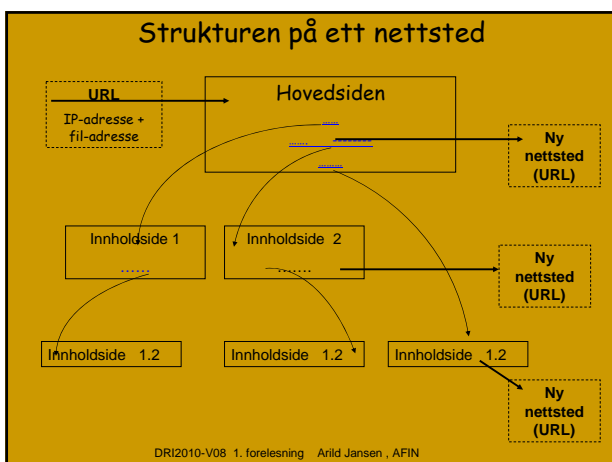 Strukturen på ett nettsted
URL
IP-adresse +
fil-adresse
Hovedsiden
......
....... ..........
.........
Ny
nettsted
(URL)
Innholdside 1
......
Innholdside 2
.......
Ny
nettsted
(URL)
Innholdside 1.2
Innholdside 1.2
Innholdside 1.2
Ny
nettsted
(URL)
DRI2010-V08 1. forelesning Arild Jansen , AFIN